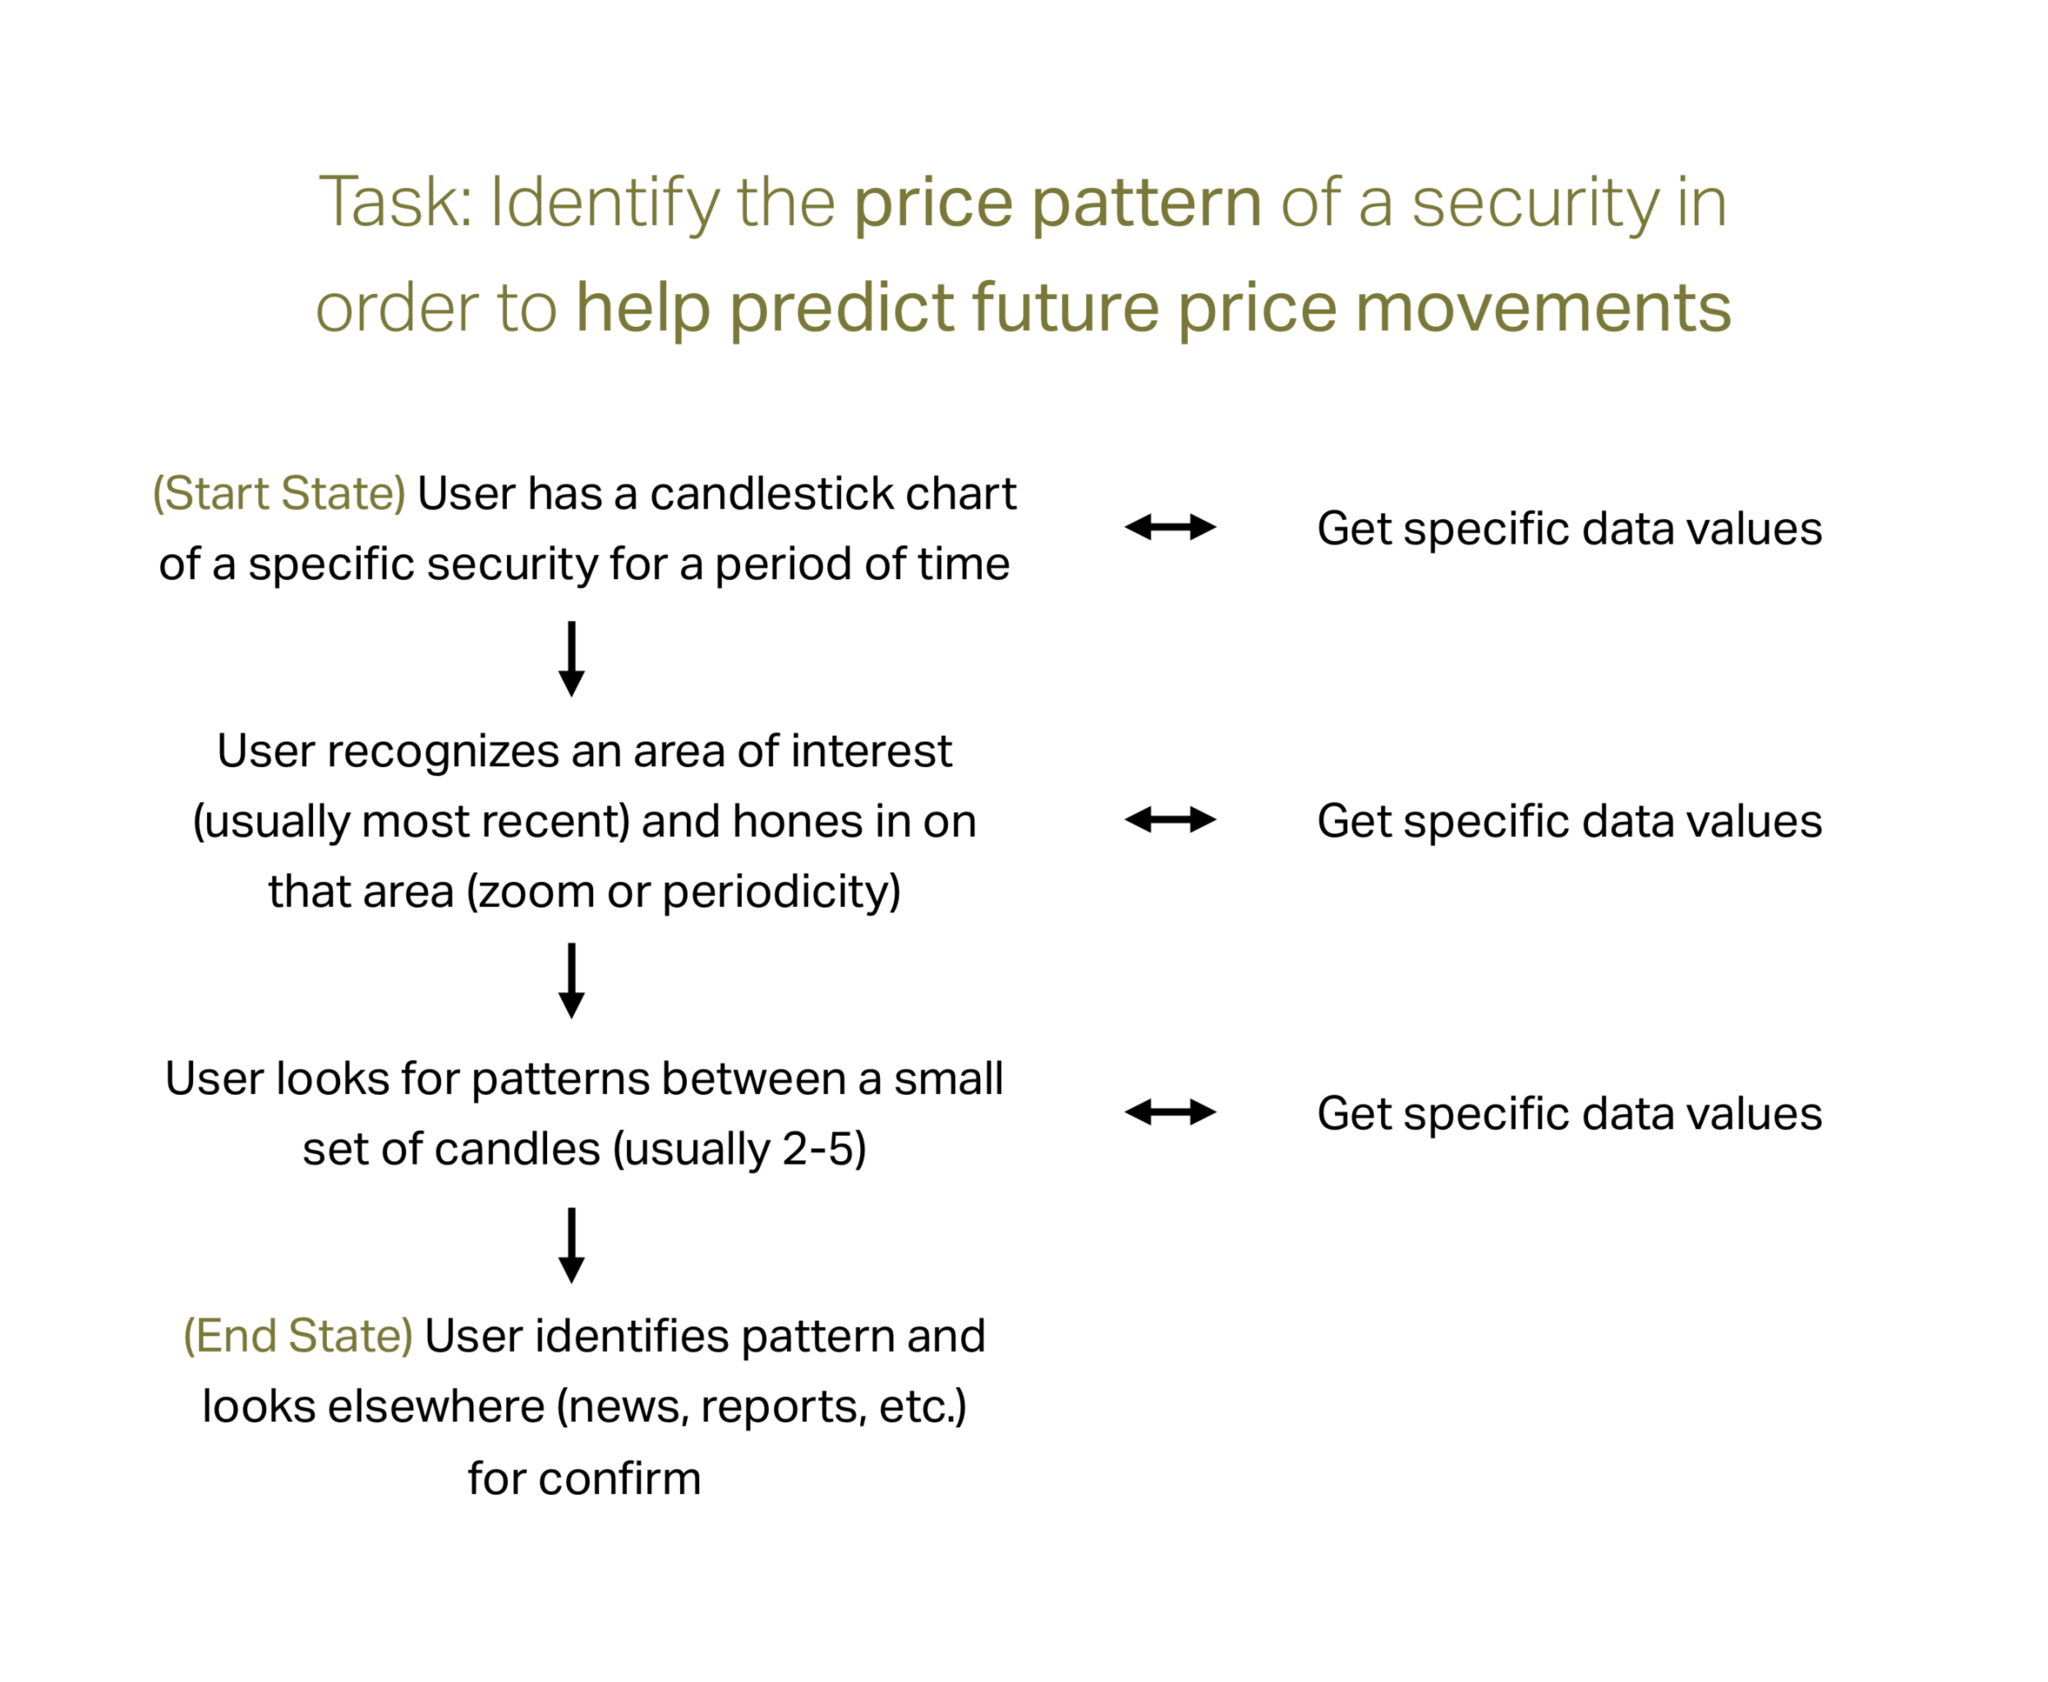 Task: Identify the price pattern of a security in
order to help predict future price movements
(Start State) User has a candlestick chart
of a specific security for a period of time
Get specific data values
User recognizes an area of interest
(usually most recent) and hones in on
that area (zoom or periodicity)
Get specific data values
User looks for patterns between a small
set of candles (usually 2-5)
Get specific data values
(End State) User identifies pattern and
looks elsewhere (news, reports, etc.)
for confirm